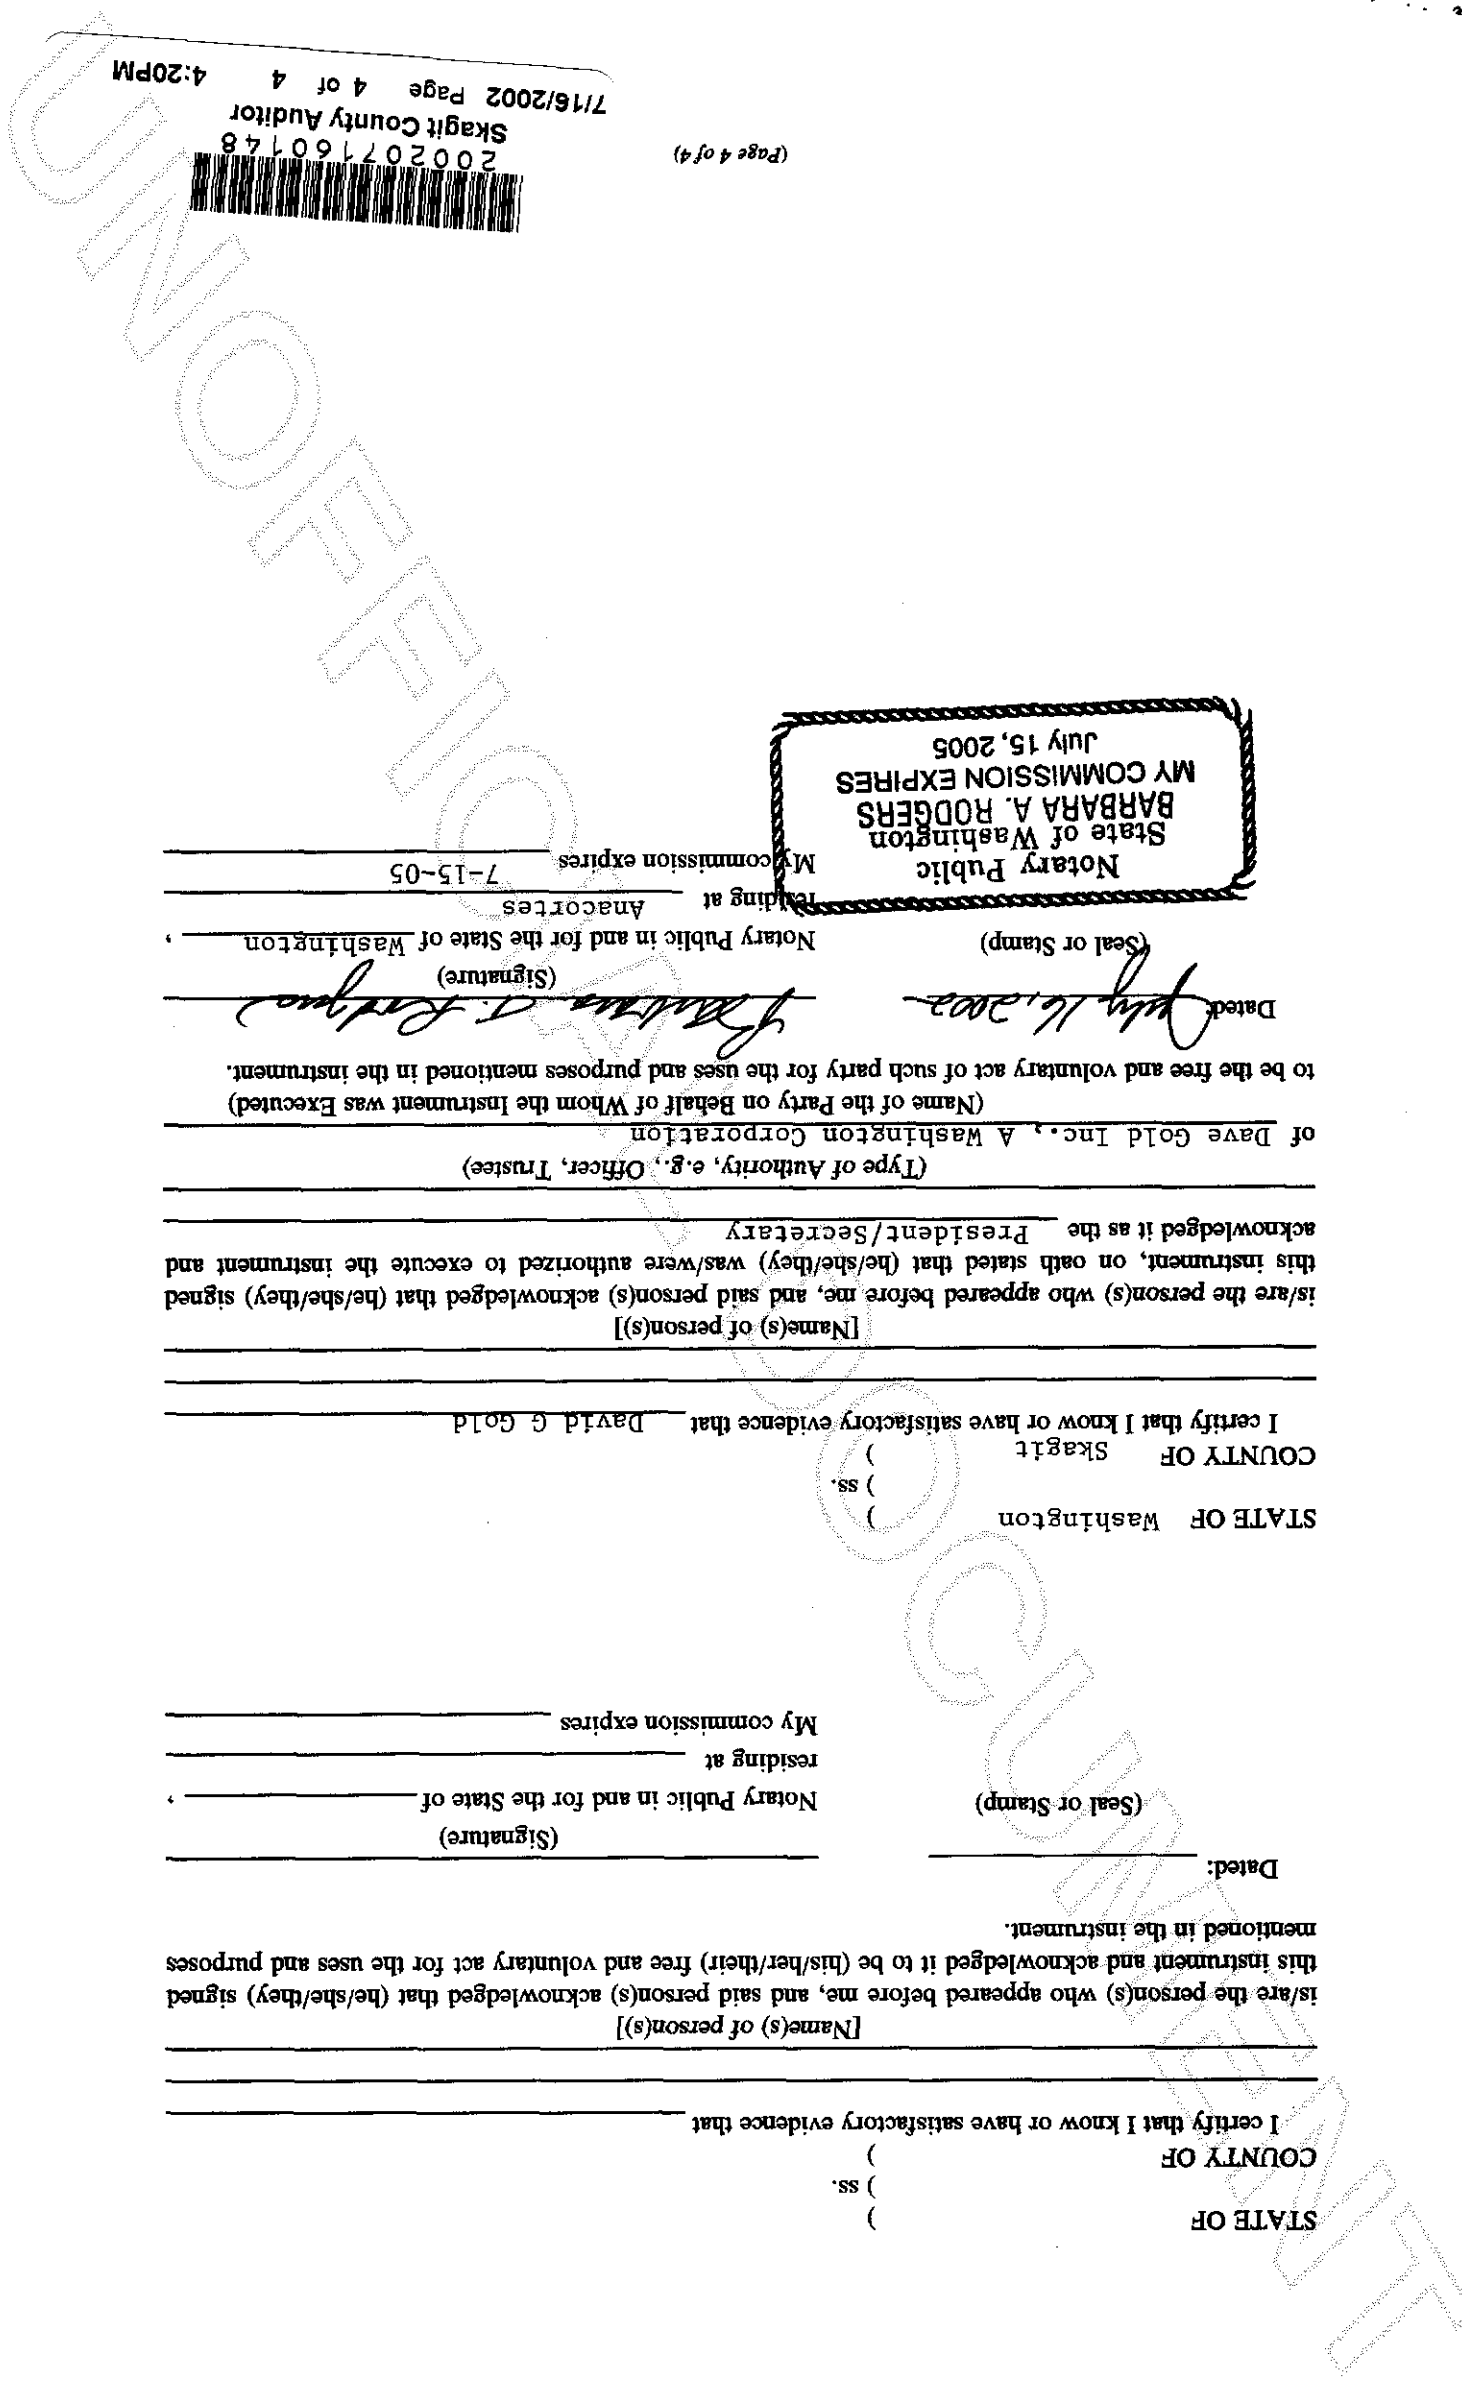 STATE OF )
) ss.
COUNTY OF )
I certify that I know or have satisfactory evidence that
[Name(s) of person(s)]
is/are the person(s) who appeared before me, and said person(s) acknowledged that (he/she/they) signed
this instrument and acknowledged it to be (his/her/their) free and voluntary act for the uses and purposes
mentioned in the instrument.
Dated:
(Signature)
(Seal or Stamp) Notary Public in and for the State of ,
residing at
My commission expires
STATE OF Washington )
) ss.
COUNTY OF Skagit )
I certify that I know or have satisfactory evidence that David G Gold
[Name(s) of person(s)]
is/are the person(s) who appeared before me, and said person(s) acknowledged that (he/she/they) signed
this instrument, on oath stated that (he/she/they) was/were authorized to execute the instrument and
acknowledged it as the President/Secretary
(Type of Authority, e.g., Officer, Trustee)
of Dave Gold Inc., A Washington Corporation
(Name of the Party on Behalf of Whom the Instrument was Executed)
to be the free and voluntary act of such party for the uses and purposes mentioned in the instrument.
Dated: July 16, 2002 Barbara A. Rodgers
(Signature)
(Seal or Stamp) Notary Public in and for the State of Washington ,
residing at Anacortes
My commission expires 7-15-05
Notary Public
State of Washington
BARBARA A. RODGERS
MY COMMISSION EXPIRES
July 15, 2005
(Page 4 of 4)
200207160148
Skagit County Auditor
7/16/2002 Page 4 of 4 4:20PM
UNOFFICIAL DOCUMENT